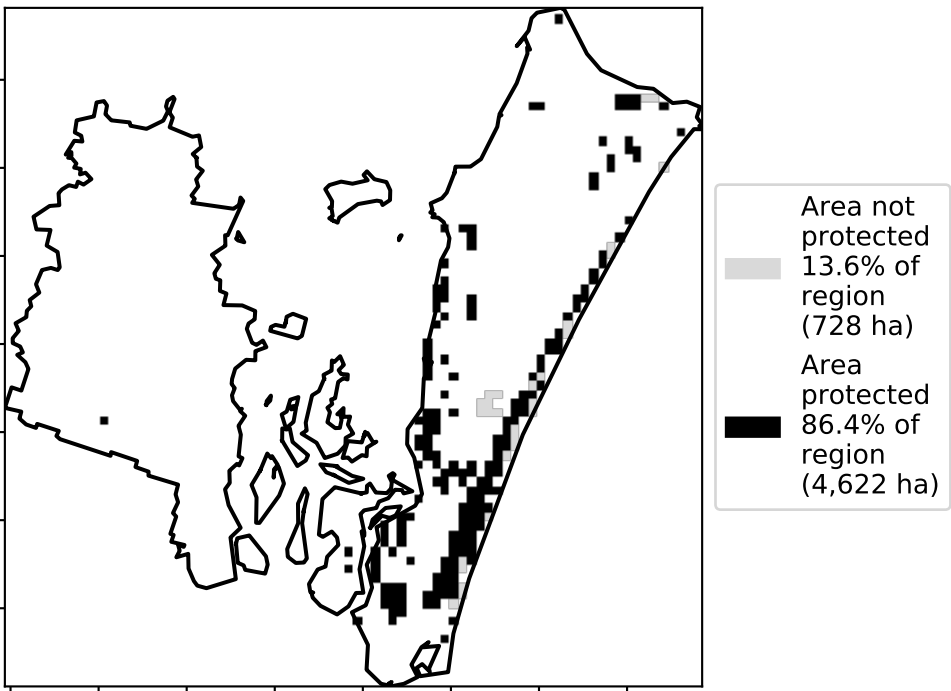 Area not
protected
13.6% of
region
(728 ha)
Area
protected
86.4% of
region
(4,622 ha)